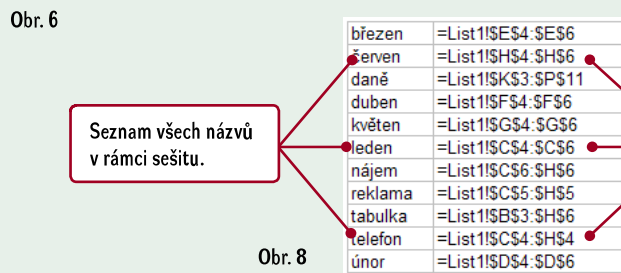 Obr. 6
březen =List1!$E$4:$E$6
červen =List1!$H$4:$H$6
daně =List1!$K$3:$P$11
duben =List1!$F$4:$F$6
květen =List1!$G$4:$G$6
leden =List1!$C$4:$C$6
nájem =List1!$C$6:$H$6
reklama =List1!$C$5:$H$5
tabulka =List1!$B$3:$H$6
telefon =List1!$C$4:$H$4
únor =List1!$D$4:$D$6
Seznam všech názvů
v rámci sešitu.
Obr. 8